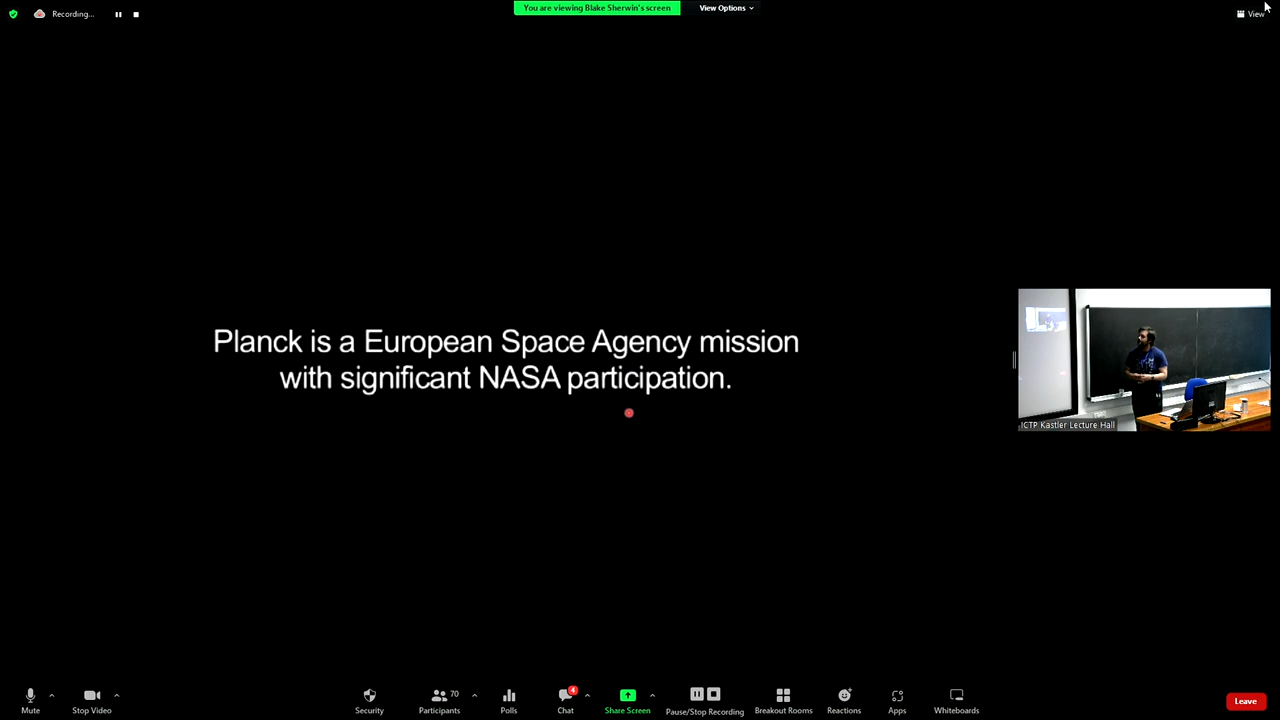 Recording...
You are viewing Blake Sherwin's screen
View Options
View
Planck is a European Space Agency mission
with significant NASA participation.
ICTP Kastler Lecture Hall
Mute
Stop Video
Security
Participants
70
Polls
Chat
4
Share Screen
Pause/Stop Recording
Breakout Rooms
Reactions
Apps
Whiteboards
Leave